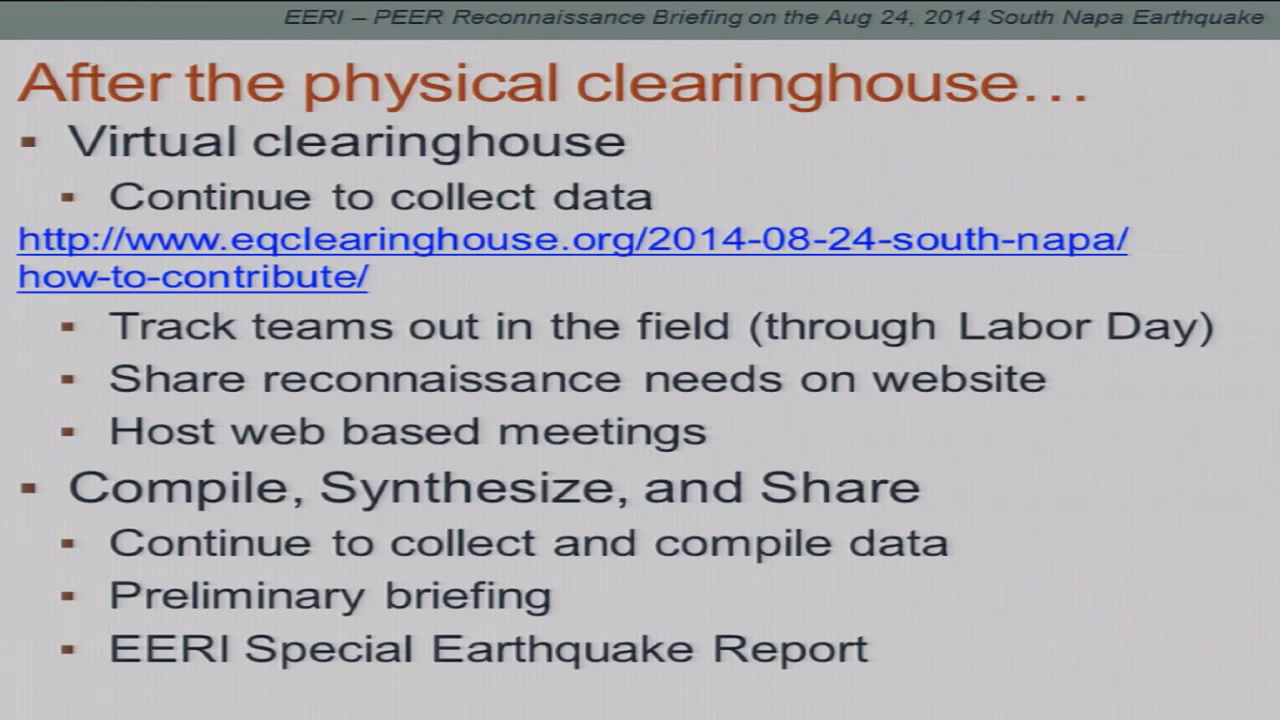 EERI – PEER Reconnaissance Briefing on the Aug 24, 2014 South Napa Earthquake
After the physical clearinghouse…
▪ Virtual clearinghouse
▪ Continue to collect data
http://www.eqclearinghouse.org/2014-08-24-south-napa/
how-to-contribute/
▪ Track teams out in the field (through Labor Day)
▪ Share reconnaissance needs on website
▪ Host web based meetings
▪ Compile, Synthesize, and Share
▪ Continue to collect and compile data
▪ Preliminary briefing
▪ EERI Special Earthquake Report